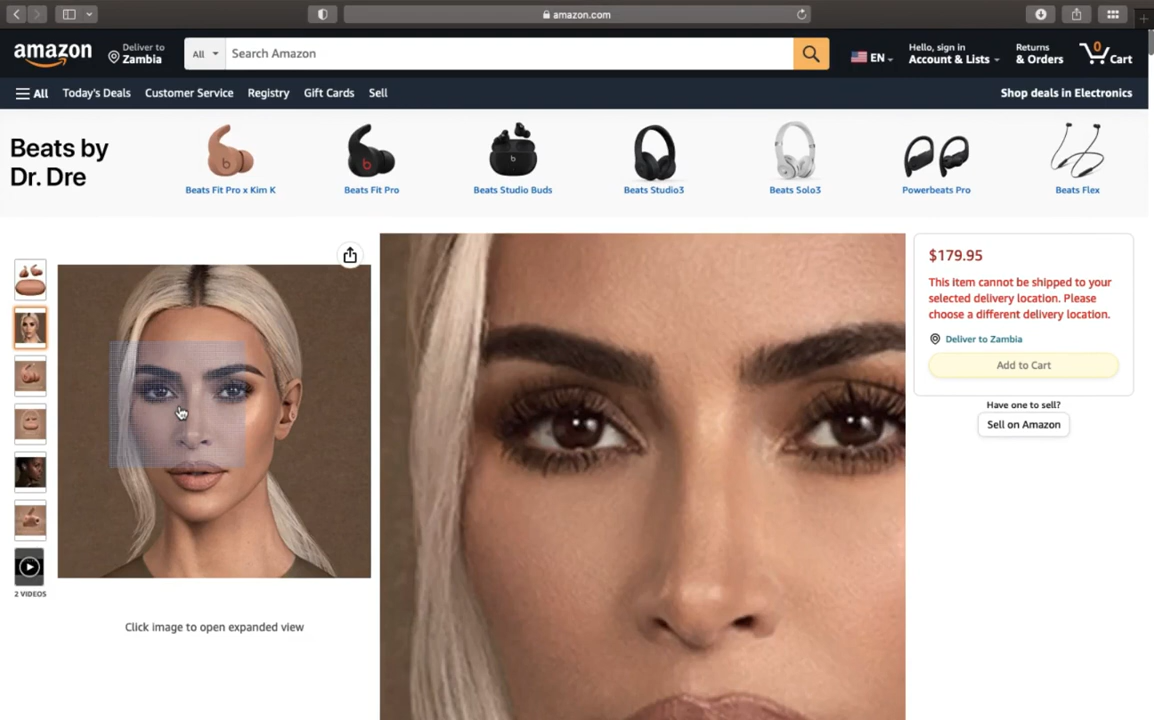 amazon.com
amazon
Deliver to
Zambia
All
Search Amazon
EN
Hello, sign in
Account & Lists
Returns
& Orders
0
Cart
All
Today's Deals
Customer Service
Registry
Gift Cards
Sell
Shop deals in Electronics
Beats by
Dr. Dre
Beats Fit Pro x Kim K
Beats Fit Pro
Beats Studio Buds
Beats Studio3
Beats Solo3
Powerbeats Pro
Beats Flex
$179.95
This item cannot be shipped to your
selected delivery location. Please
choose a different delivery location.
Deliver to Zambia
Add to Cart
Have one to sell?
Sell on Amazon
2 VIDEOS
Click image to open expanded view